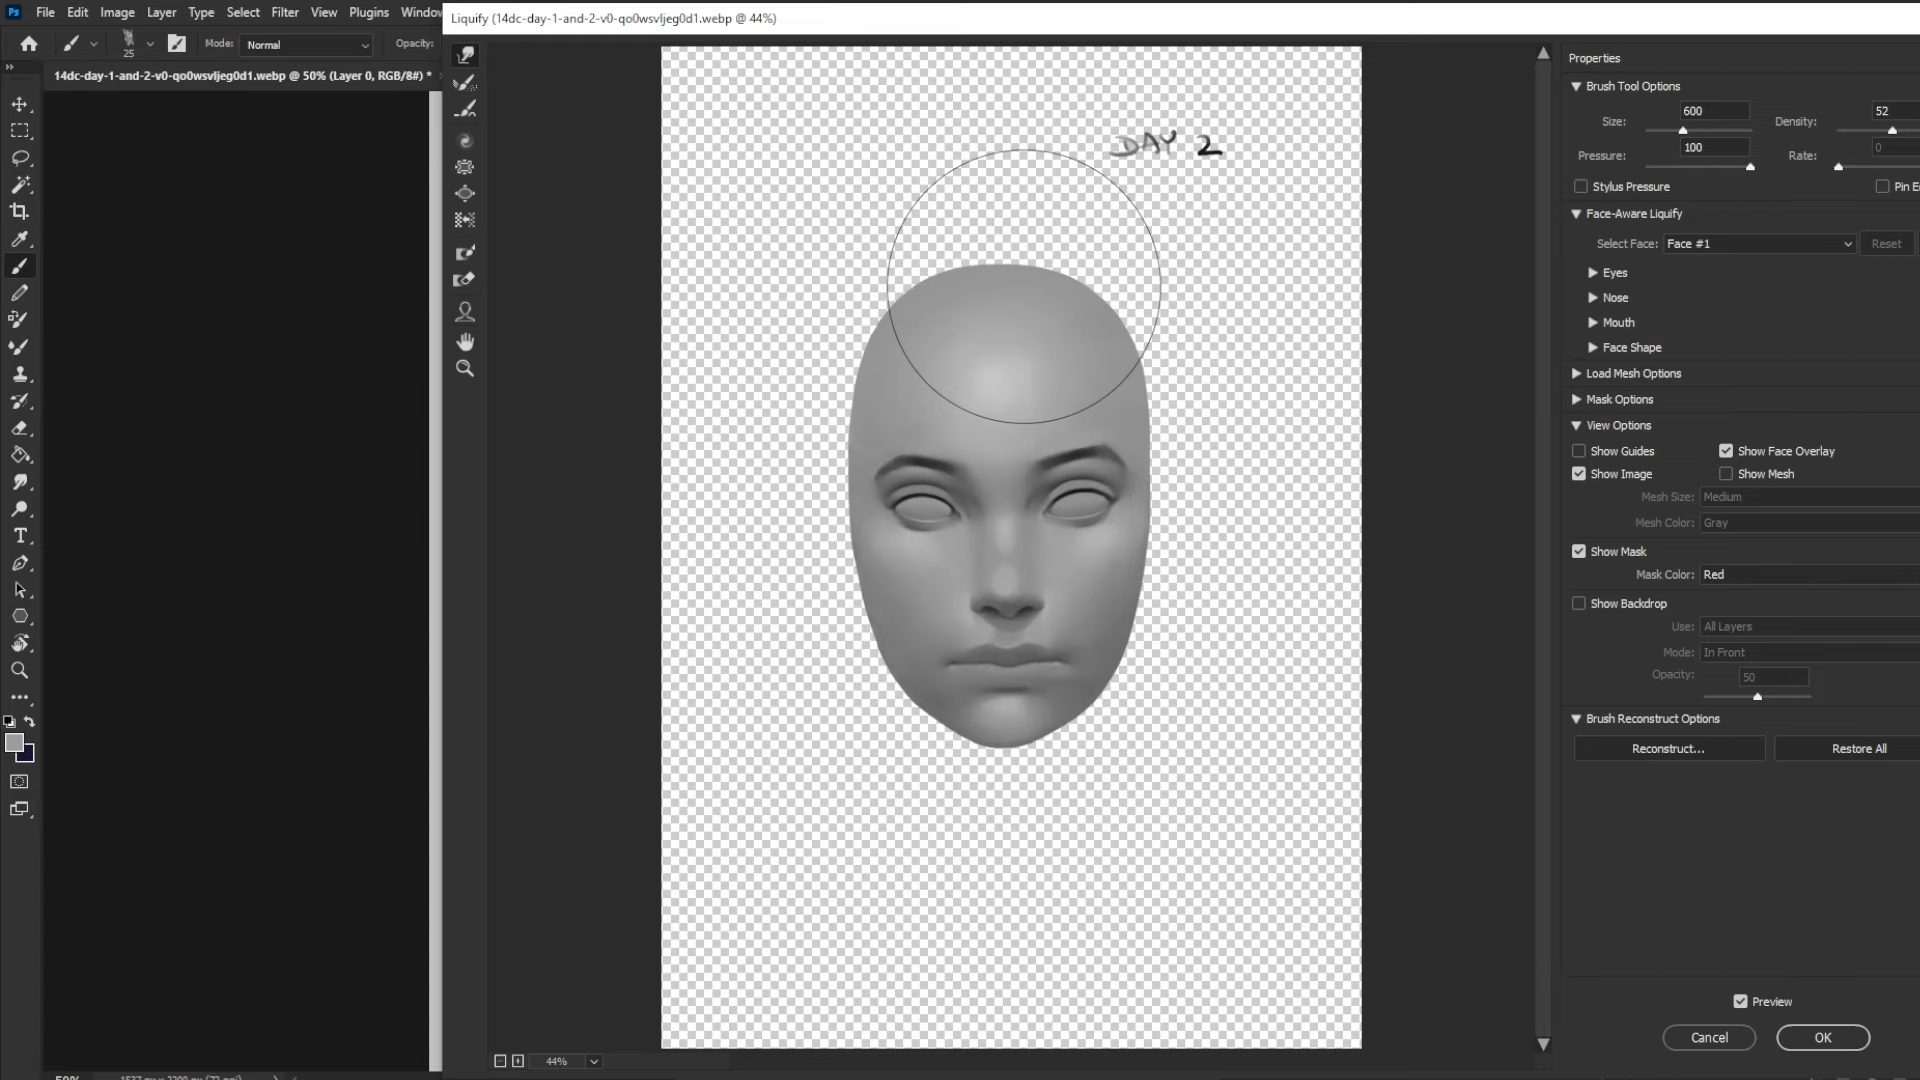 Ps File Edit Image Layer Type Select Filter View Plugins Window
Liquify (14dc-day-1-and-2-v0-qo0wsvljeg0d1.webp @ 44%)
25 Mode: Normal Opacity:
14dc-day-1-and-2-v0-qo0wsvljeg0d1.webp @ 50% (Layer 0, RGB/8#) *
DAY 2
Properties
Brush Tool Options
Size: 600 Density: 52
Pressure: 100 Rate: 0
Stylus Pressure Pin
Face-Aware Liquify
Select Face: Face #1 Reset
Eyes
Nose
Mouth
Face Shape
Load Mesh Options
Mask Options
View Options
Show Guides Show Face Overlay
Show Image Show Mesh
Mesh Size: Medium
Mesh Color: Gray
Show Mask
Mask Color: Red
Show Backdrop
Use: All Layers
Mode: In Front
Opacity: 50
Brush Reconstruct Options
Reconstruct... Restore All
Preview
Cancel OK
44%